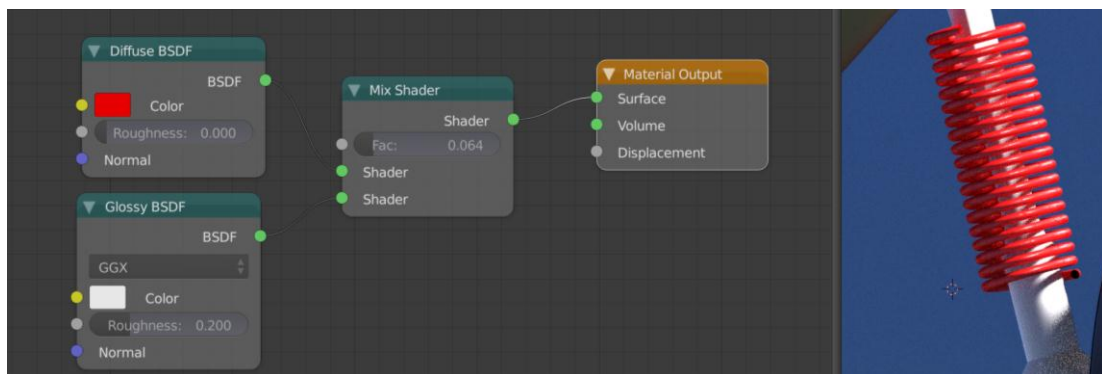 Diffuse BSDF
BSDF
Color
Roughness: 0.000
Normal
Glossy BSDF
BSDF
GGX
Color
Roughness: 0.200
Normal
Mix Shader
Shader
Fac: 0.064
Shader
Shader
Material Output
Surface
Volume
Displacement